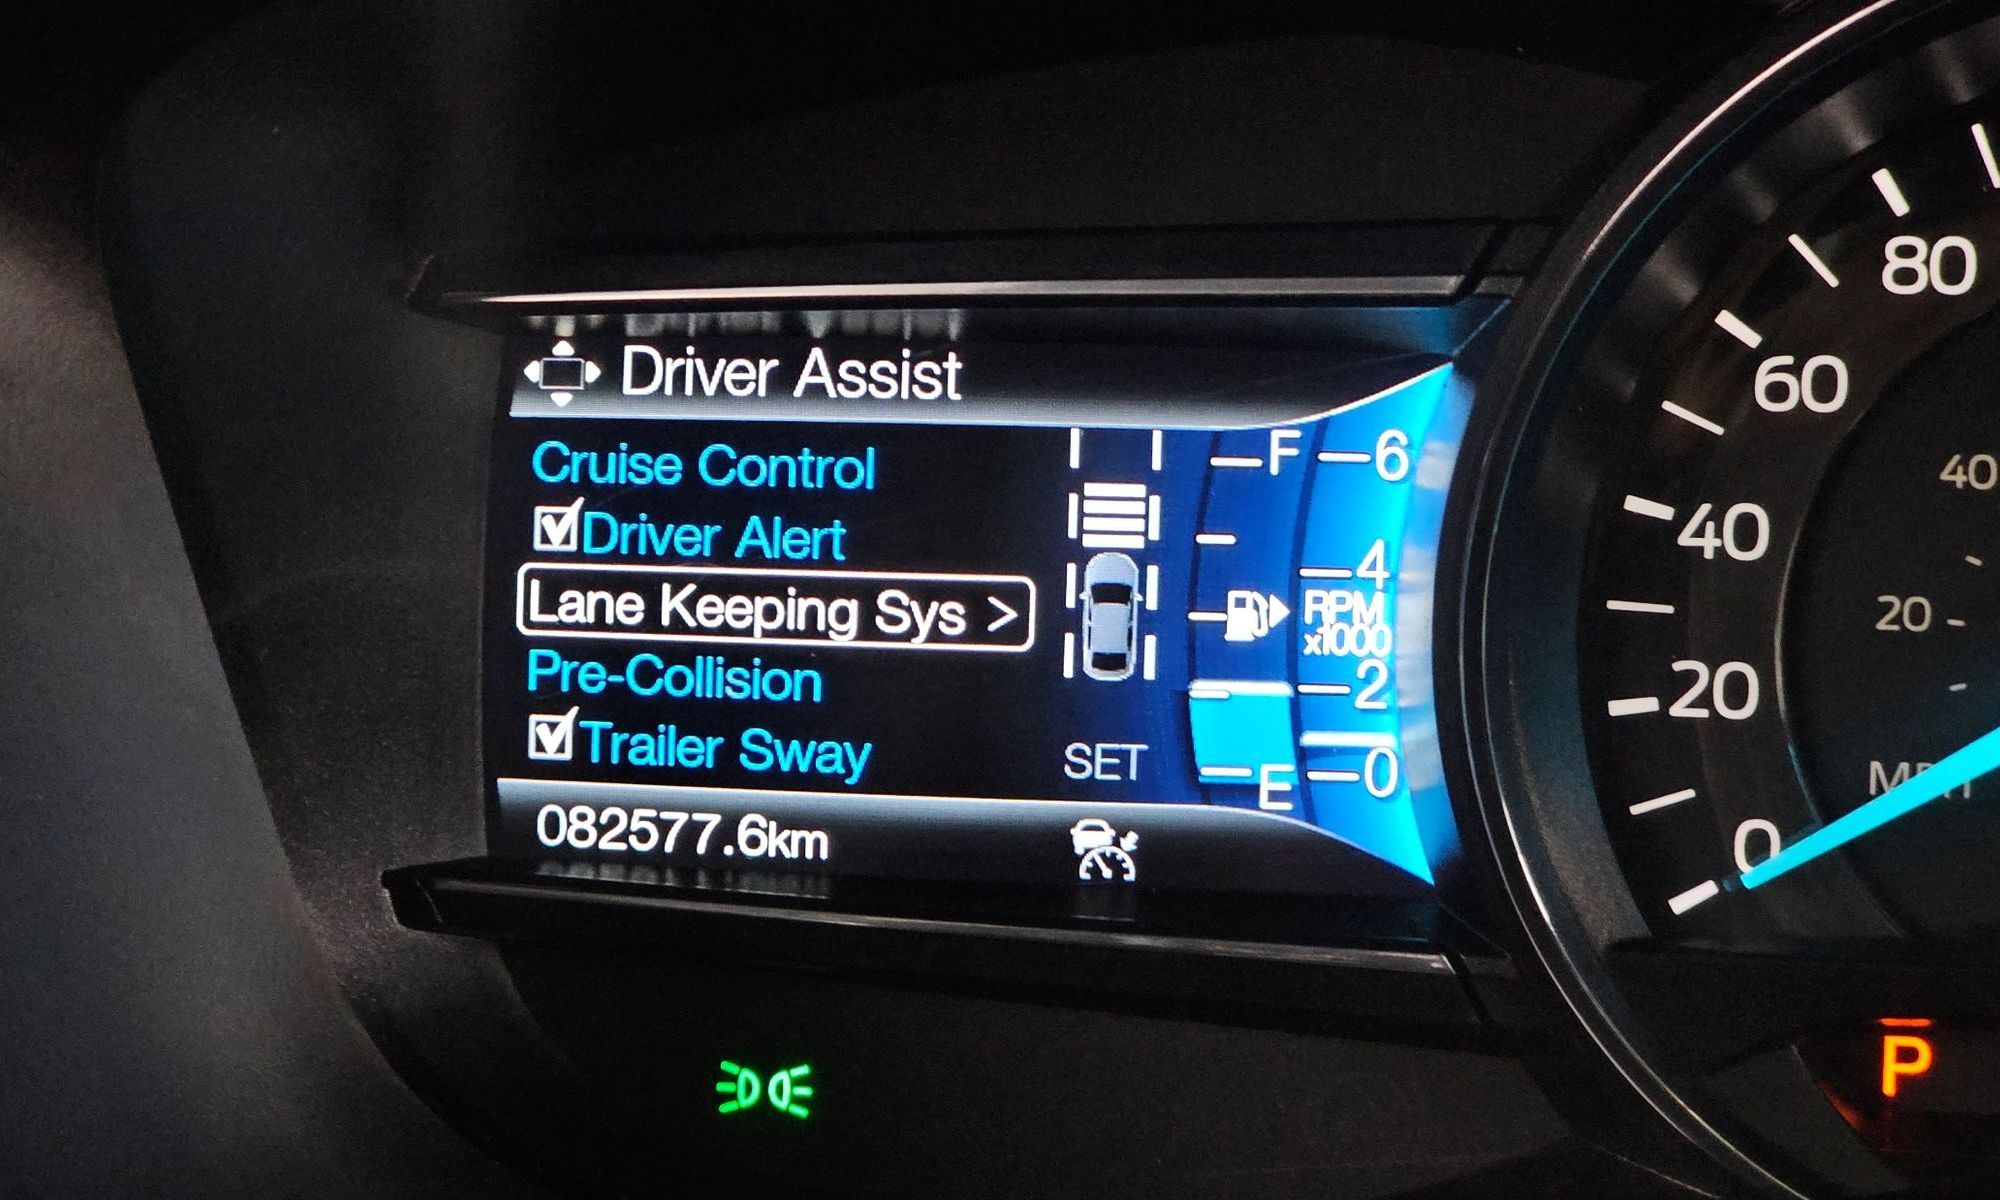 Driver Assist
Cruise Control
Driver Alert
Lane Keeping Sys >
Pre-Collision
Trailer Sway
SET
082577.6km
F
E
6
4
RPM
x1000
2
0
80
60
40
20
0
40
20
MPH
P